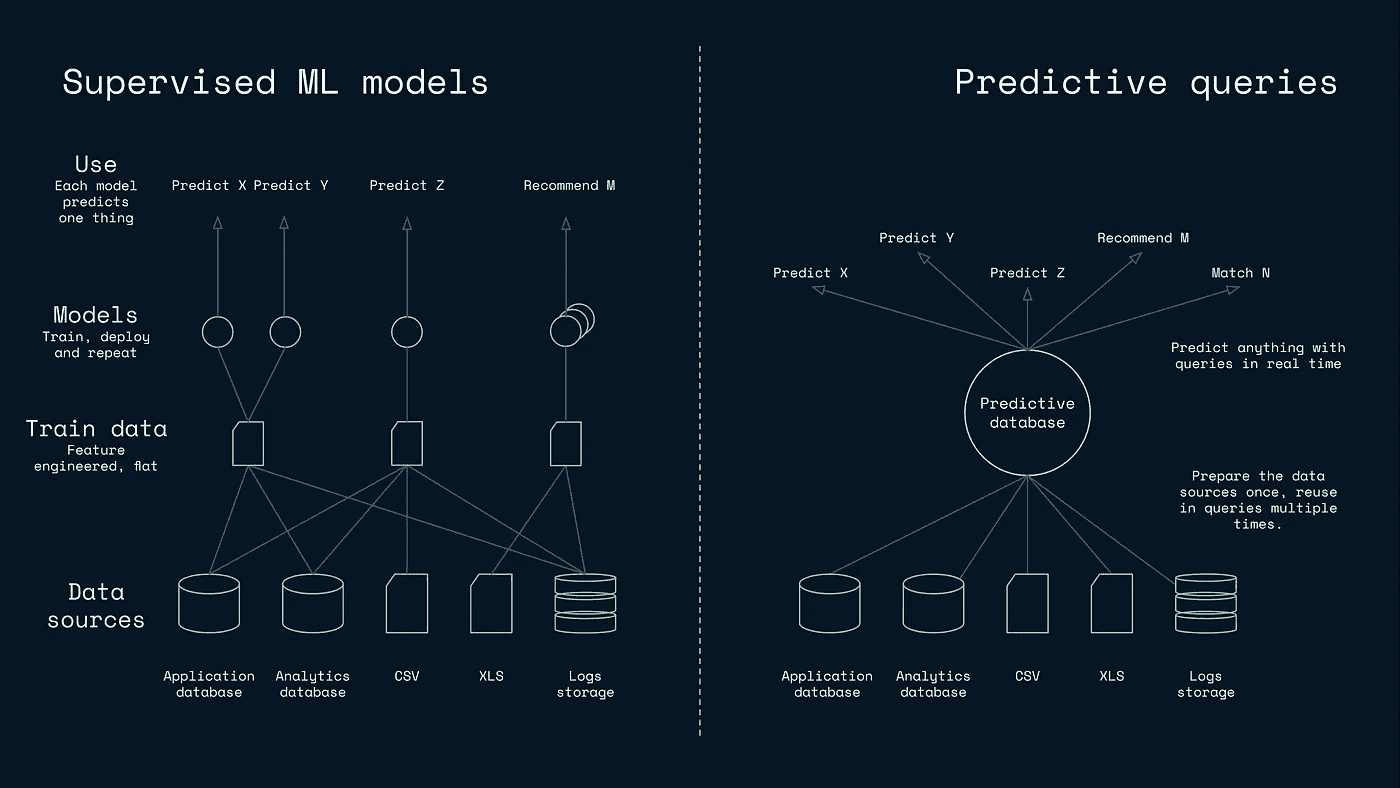 Supervised ML models
Use
Each model
predicts
one thing
Predict X
Predict Y
Predict Z
Recommend M
Models
Train, deploy
and repeat
Train data
Feature
engineered, flat
Data
sources
Application
database
Analytics
database
CSV
XLS
Logs
storage
Predictive queries
Predict Y
Recommend M
Predict X
Predict Z
Match N
Predict anything with
queries in real time
Predictive
database
Prepare the data
sources once, reuse
in queries multiple
times.
Application
database
Analytics
database
CSV
XLS
Logs
storage